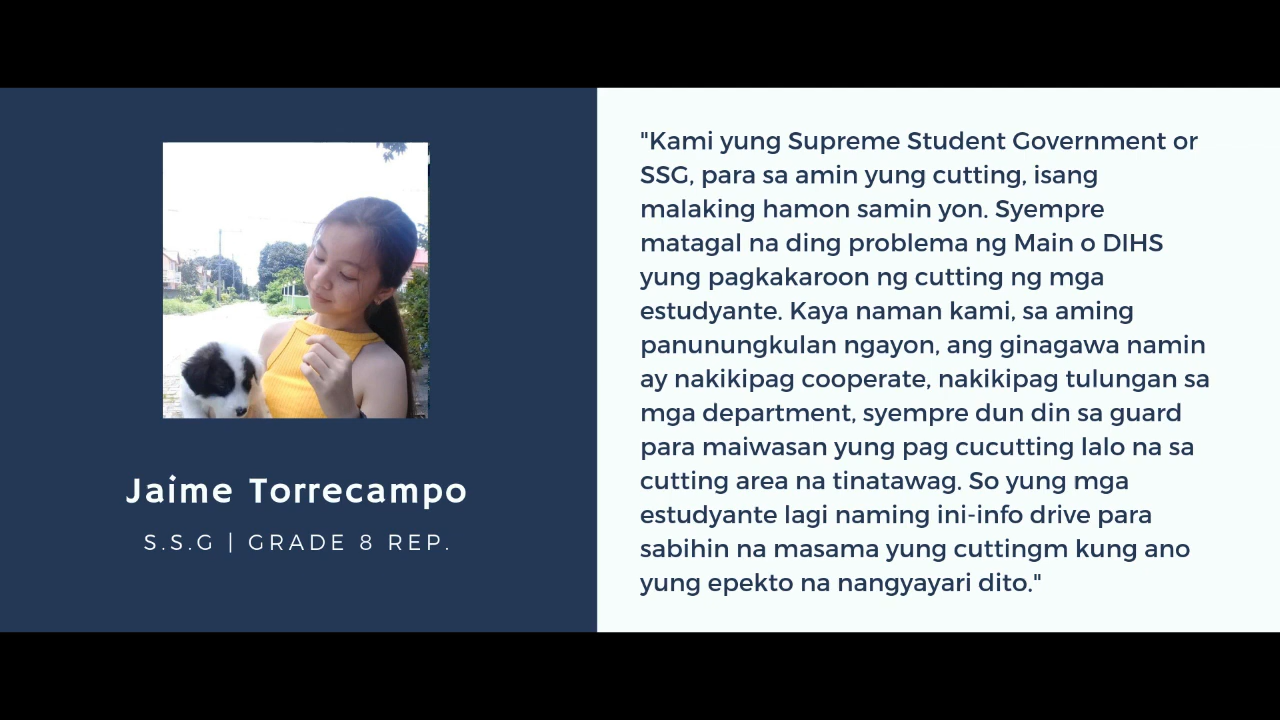 Jaime Torrecampo
S.S.G | GRADE 8 REP.
"Kami yung Supreme Student Government or
SSG, para sa amin yung cutting, isang
malaking hamon samin yon. Syempre
matagal na ding problema ng Main o DIHS
yung pagkakaroon ng cutting ng mga
estudyante. Kaya naman kami, sa aming
panunungkulan ngayon, ang ginagawa namin
ay nakikipag cooperate, nakikipag tulungan sa
mga department, syempre dun din sa guard
para maiwasan yung pag cucutting lalo na sa
cutting area na tinatawag. So yung mga
estudyante lagi naming ini-info drive para
sabihin na masama yung cuttingm kung ano
yung epekto na nangyayari dito."